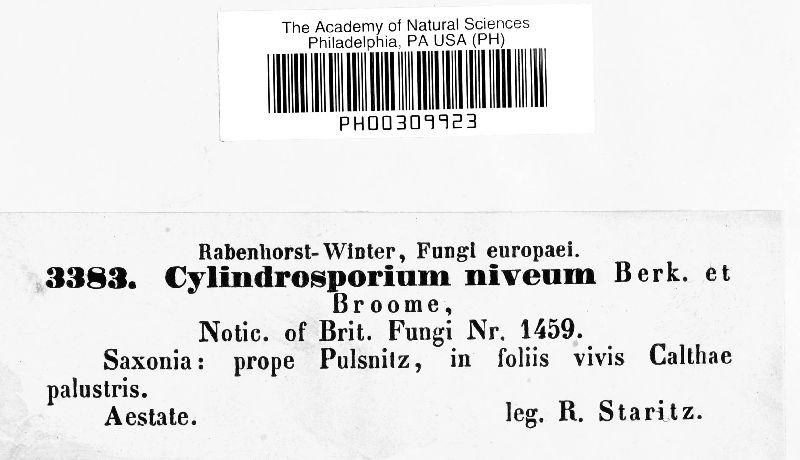 The Academy of Natural Sciences
Philadelphia, PA USA (PH)
PH00309923
Rabenhorst-Winter, Fungi europaei.
3383. Cylindrosporium niveum Berk. et
Broome,
Notic. of Brit. Fungi Nr. 1459.
Saxonia: prope Pulsnitz, in foliis vivis Calthae
palustris.
Aestate. leg. R. Staritz.